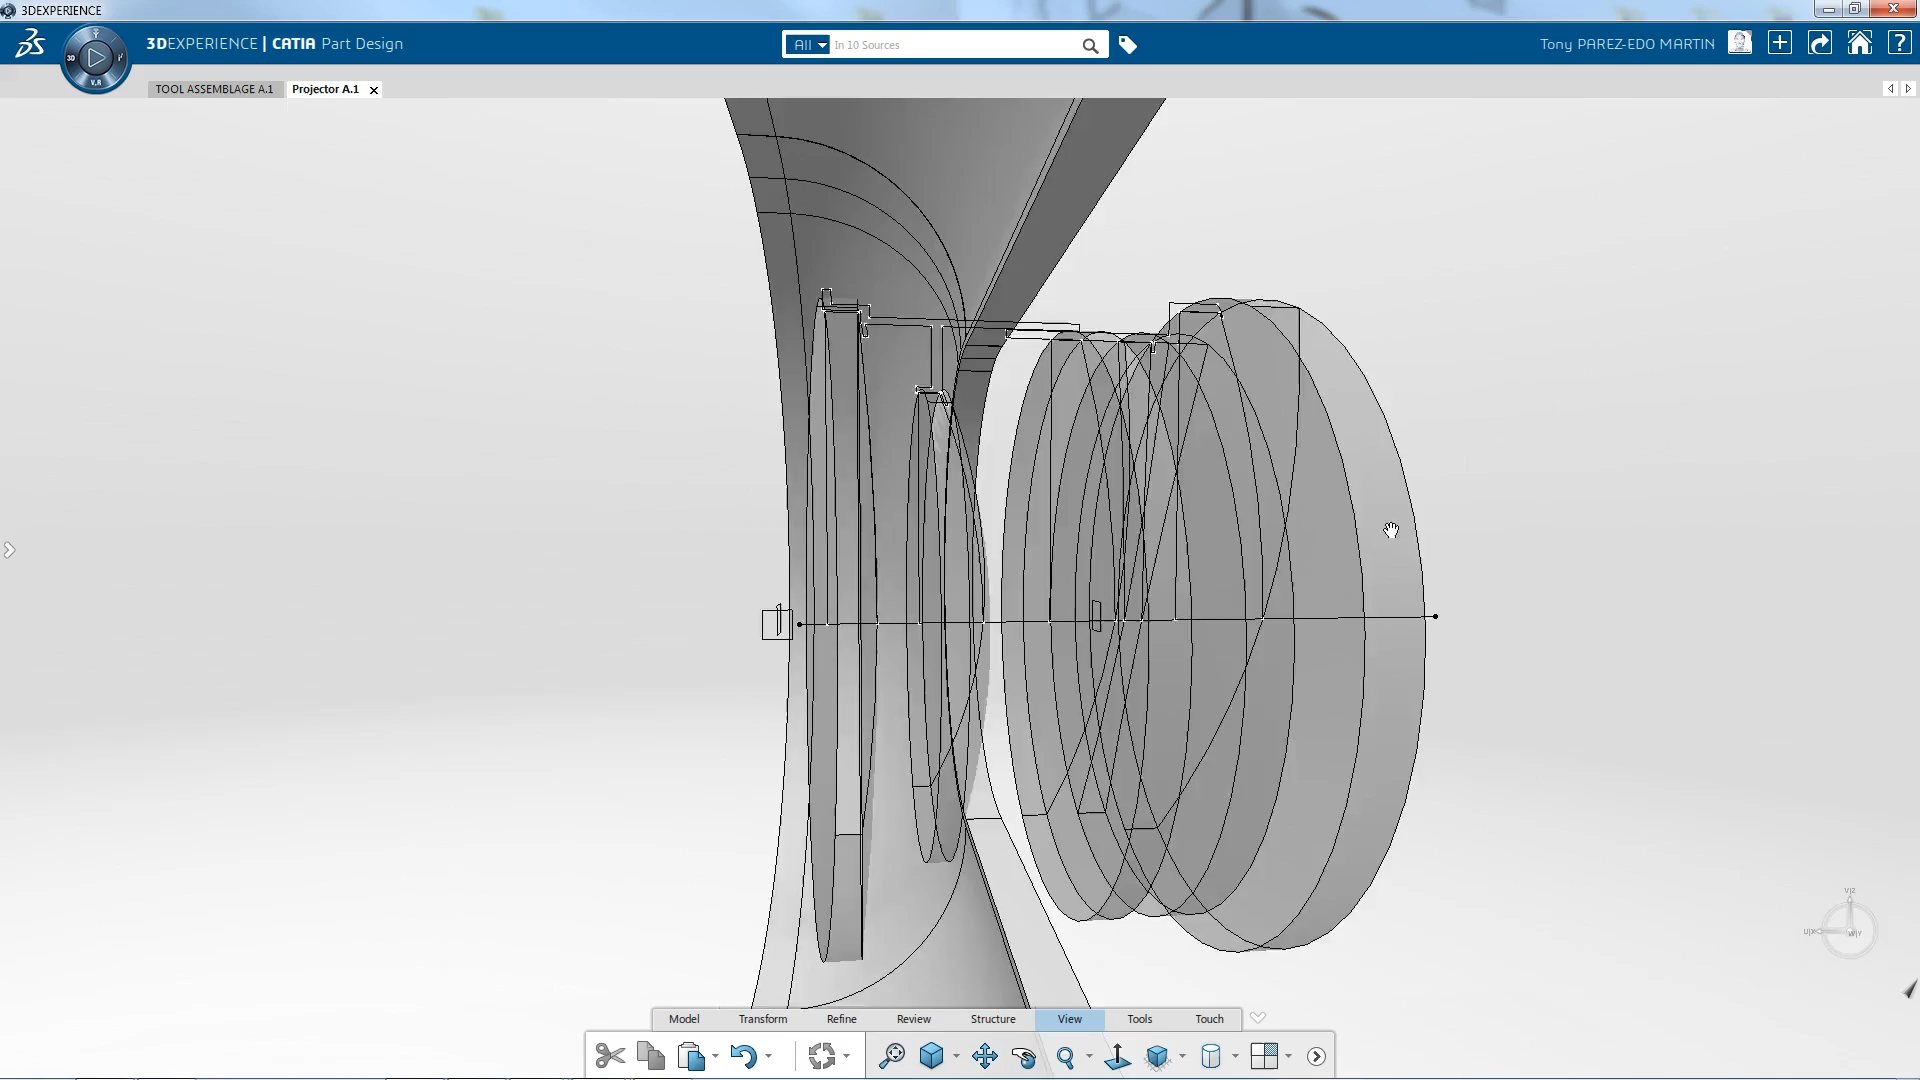 3DEXPERIENCE
3DEXPERIENCE | CATIA Part Design
All
In 10 Sources
Tony PAREZ-EDO MARTIN
3D
V.R
TOOL ASSEMBLAGE A.1
Projector A.1
V|Z
U|X
W|Y
Model
Transform
Refine
Review
Structure
View
Tools
Touch